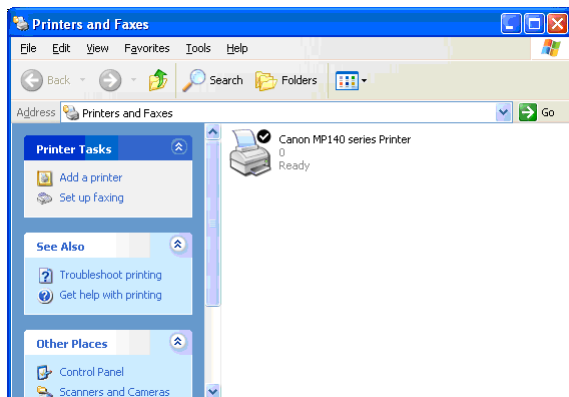 Printers and Faxes
File Edit View Favorites Tools Help
Back Search Folders
Address Printers and Faxes Go
Printer Tasks
Add a printer
Set up faxing
See Also
Troubleshoot printing
Get help with printing
Other Places
Control Panel
Scanners and Cameras
Canon MP140 series Printer
0
Ready